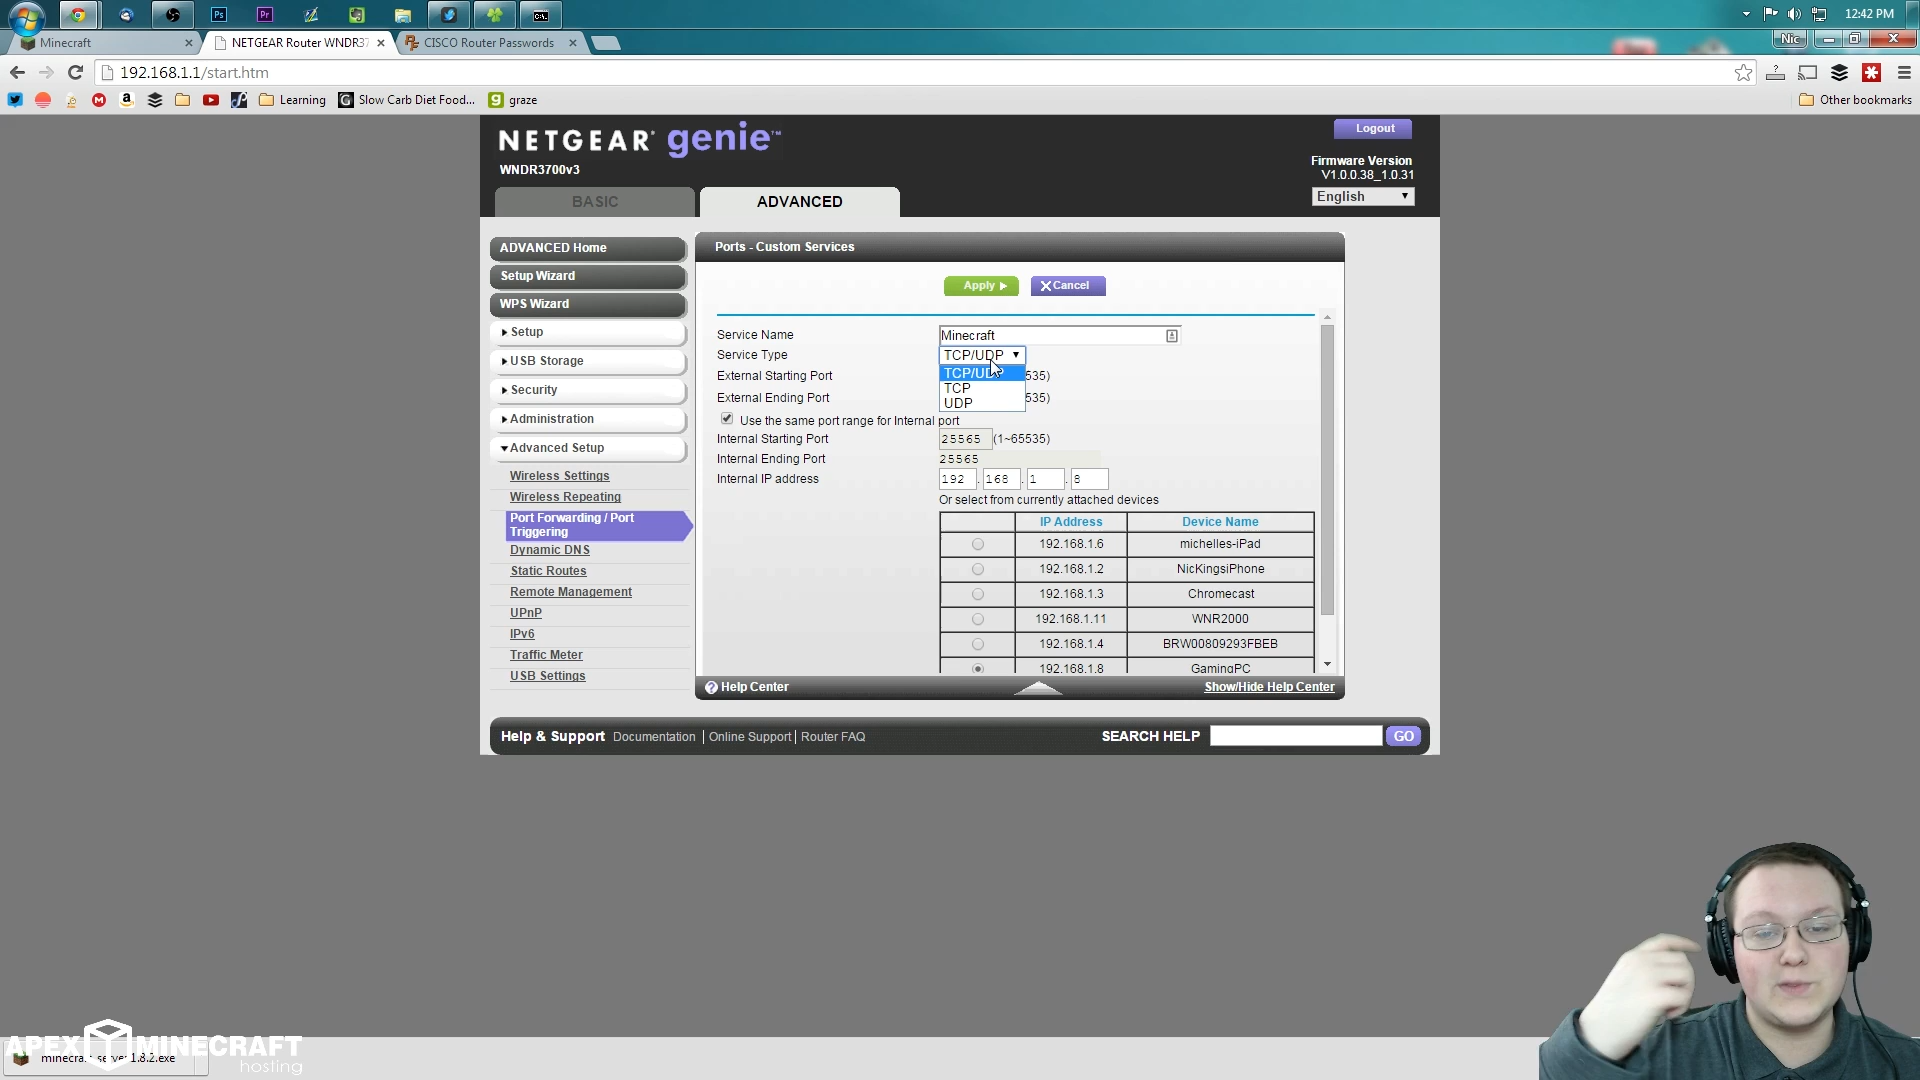 12:42 PM
Minecraft
NETGEAR Router WNDR37
CISCO Router Passwords
Nic
192.168.1.1/start.htm
Learning
Slow Carb Diet Food...
graze
Other bookmarks
NETGEAR genie™
WNDR3700v3
Logout
Firmware Version
V1.0.0.38_1.0.31
English
BASIC
ADVANCED
ADVANCED Home
Setup Wizard
WPS Wizard
Setup
USB Storage
Security
Administration
Advanced Setup
Wireless Settings
Wireless Repeating
Port Forwarding / Port
Triggering
Dynamic DNS
Static Routes
Remote Management
UPnP
IPv6
Traffic Meter
USB Settings
Ports - Custom Services
Apply
Cancel
Service Name Minecraft
Service Type TCP/UDP
TCP/UD
TCP
UDP
External Starting Port 535)
External Ending Port 535)
Use the same port range for Internal port
Internal Starting Port 25565 (1~65535)
Internal Ending Port 25565
Internal IP address 192 . 168 . 1 . 8
Or select from currently attached devices
IP Address Device Name
192.168.1.6 michelles-iPad
192.168.1.2 NicKingsiPhone
192.168.1.3 Chromecast
192.168.1.11 WNR2000
192.168.1.4 BRW00809293FBEB
192.168.1.8 GamingPC
Help Center
Show/Hide Help Center
Help & Support Documentation | Online Support | Router FAQ
SEARCH HELP GO
APEX MINECRAFT
hosting